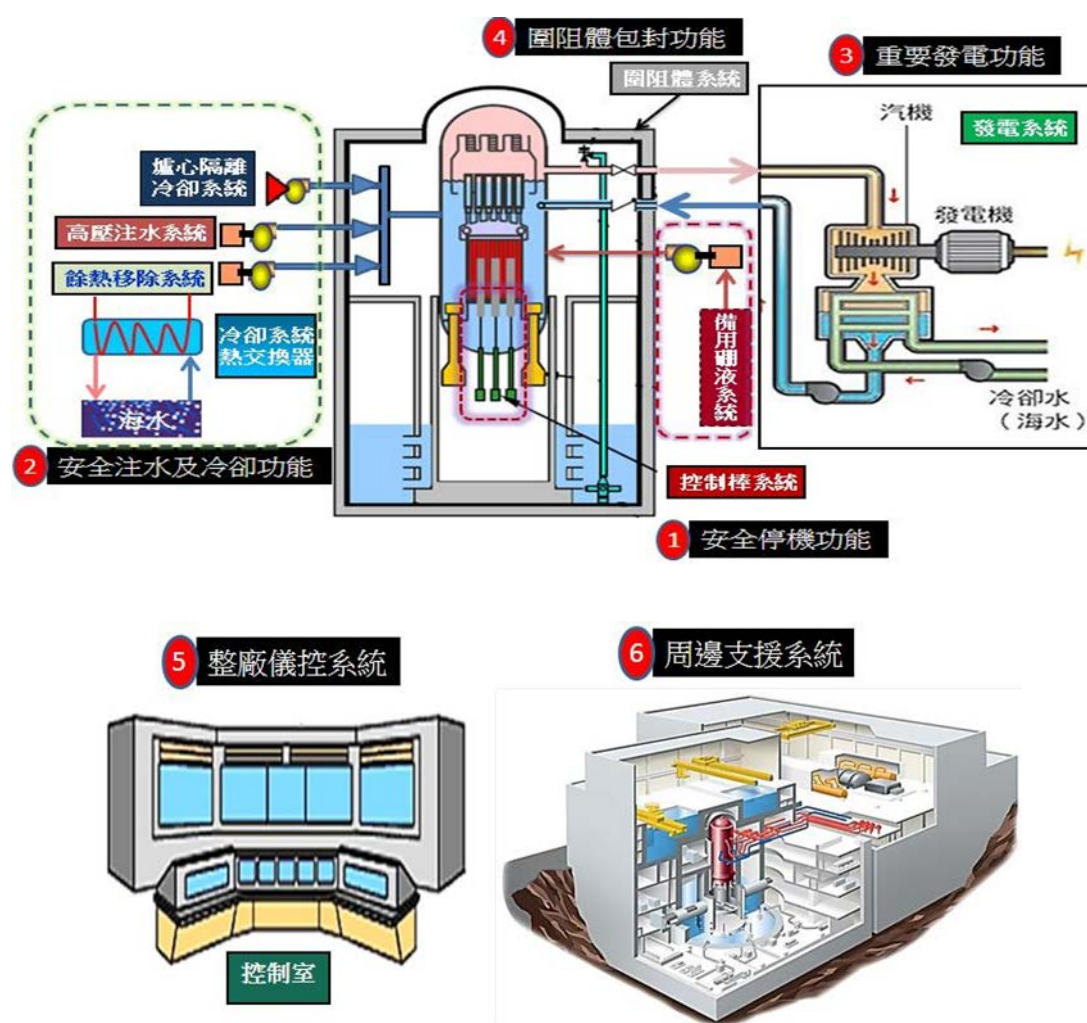 4 圍阻體包封功能
3 重要發電功能
圍阻體系統
汽機
發電系統
爐心隔離
冷卻系統
高壓注水系統
發電機
餘熱移除系統
冷卻系統
熱交換器
備用硼液系統
海水
冷卻水
(海水)
2 安全注水及冷卻功能
控制棒系統
1 安全停機功能
5 整廠儀控系統
6 周邊支援系統
控制室